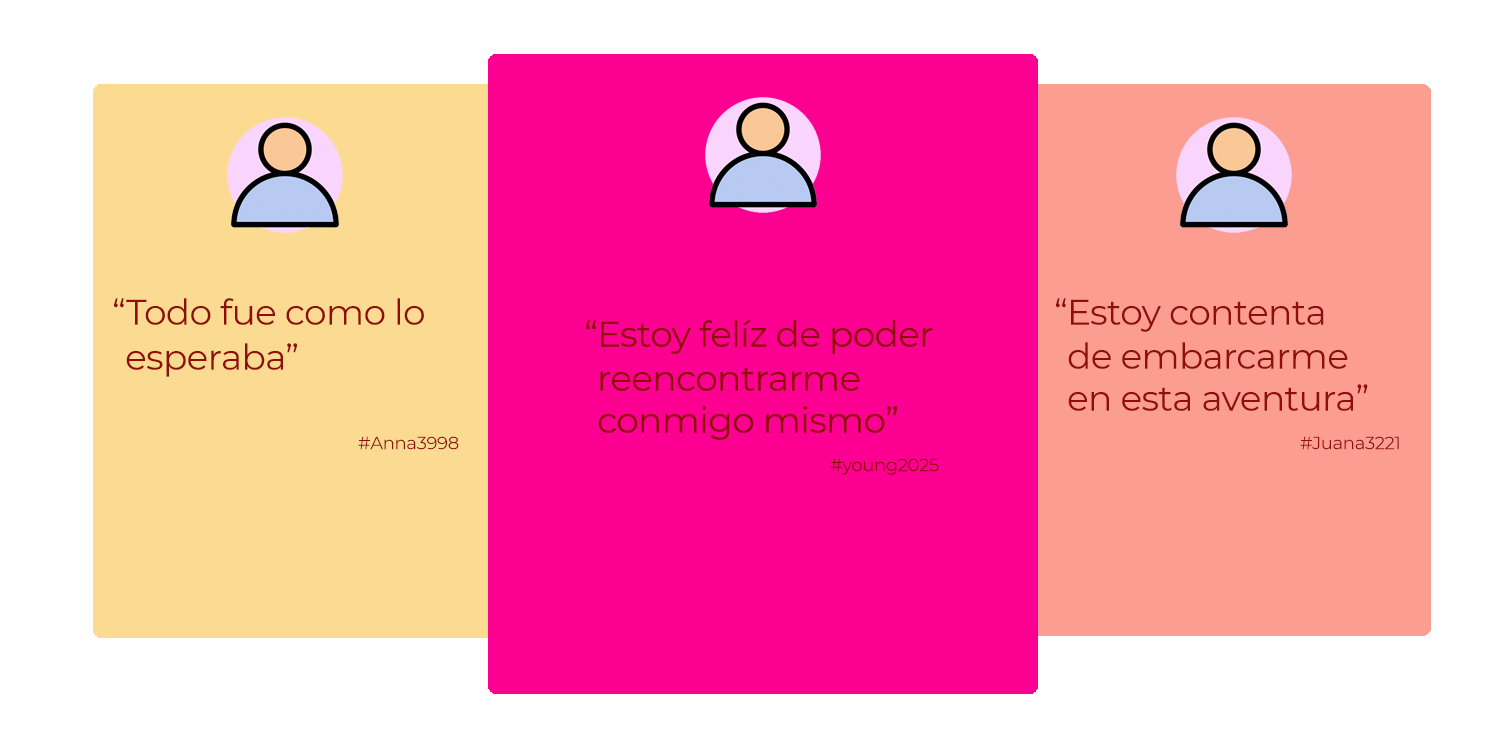 “Todo fue como lo
esperaba”
#Anna3998
“Estoy felíz de poder
reencontrarme
conmigo mismo”
#young2025
“Estoy contenta
de embarcarme
en esta aventura”
#Juana3221